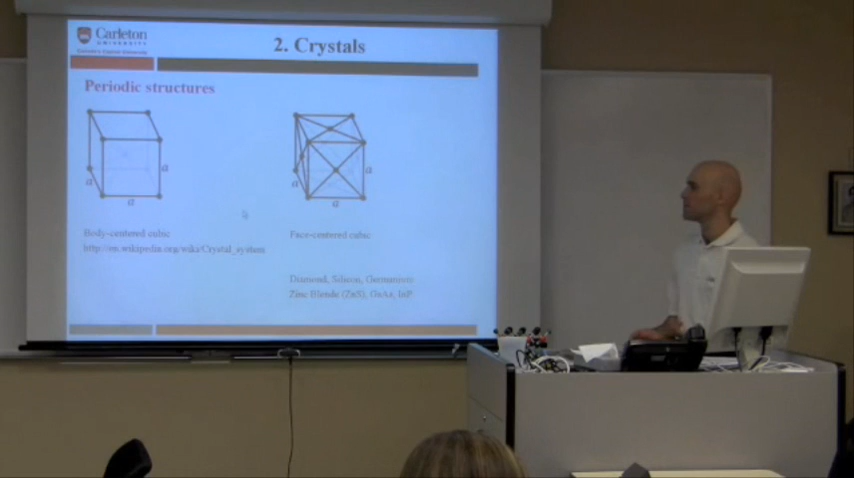 Carleton
UNIVERSITY
2. Crystals
Periodic structures
a
a
a
a
a
a
Body-centered cubic
Face-centered cubic
http://en.wikipedia.org/wiki/Crystal_system
Diamond, Silicon, Germanium
Zinc Blende (ZnS), GaAs, InP